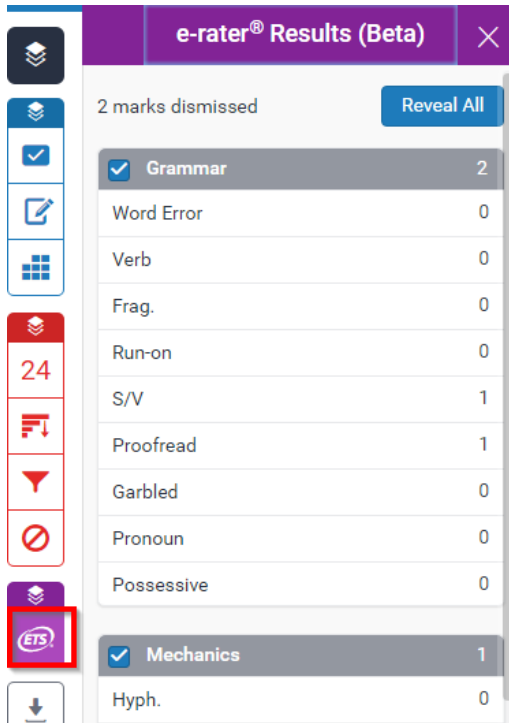 e-rater® Results (Beta)
2 marks dismissed
Reveal All
Grammar 2
Word Error 0
Verb 0
Frag. 0
Run-on 0
24
S/V 1
Proofread 1
Garbled 0
Pronoun 0
Possessive 0
ETS
Mechanics 1
Hyph. 0